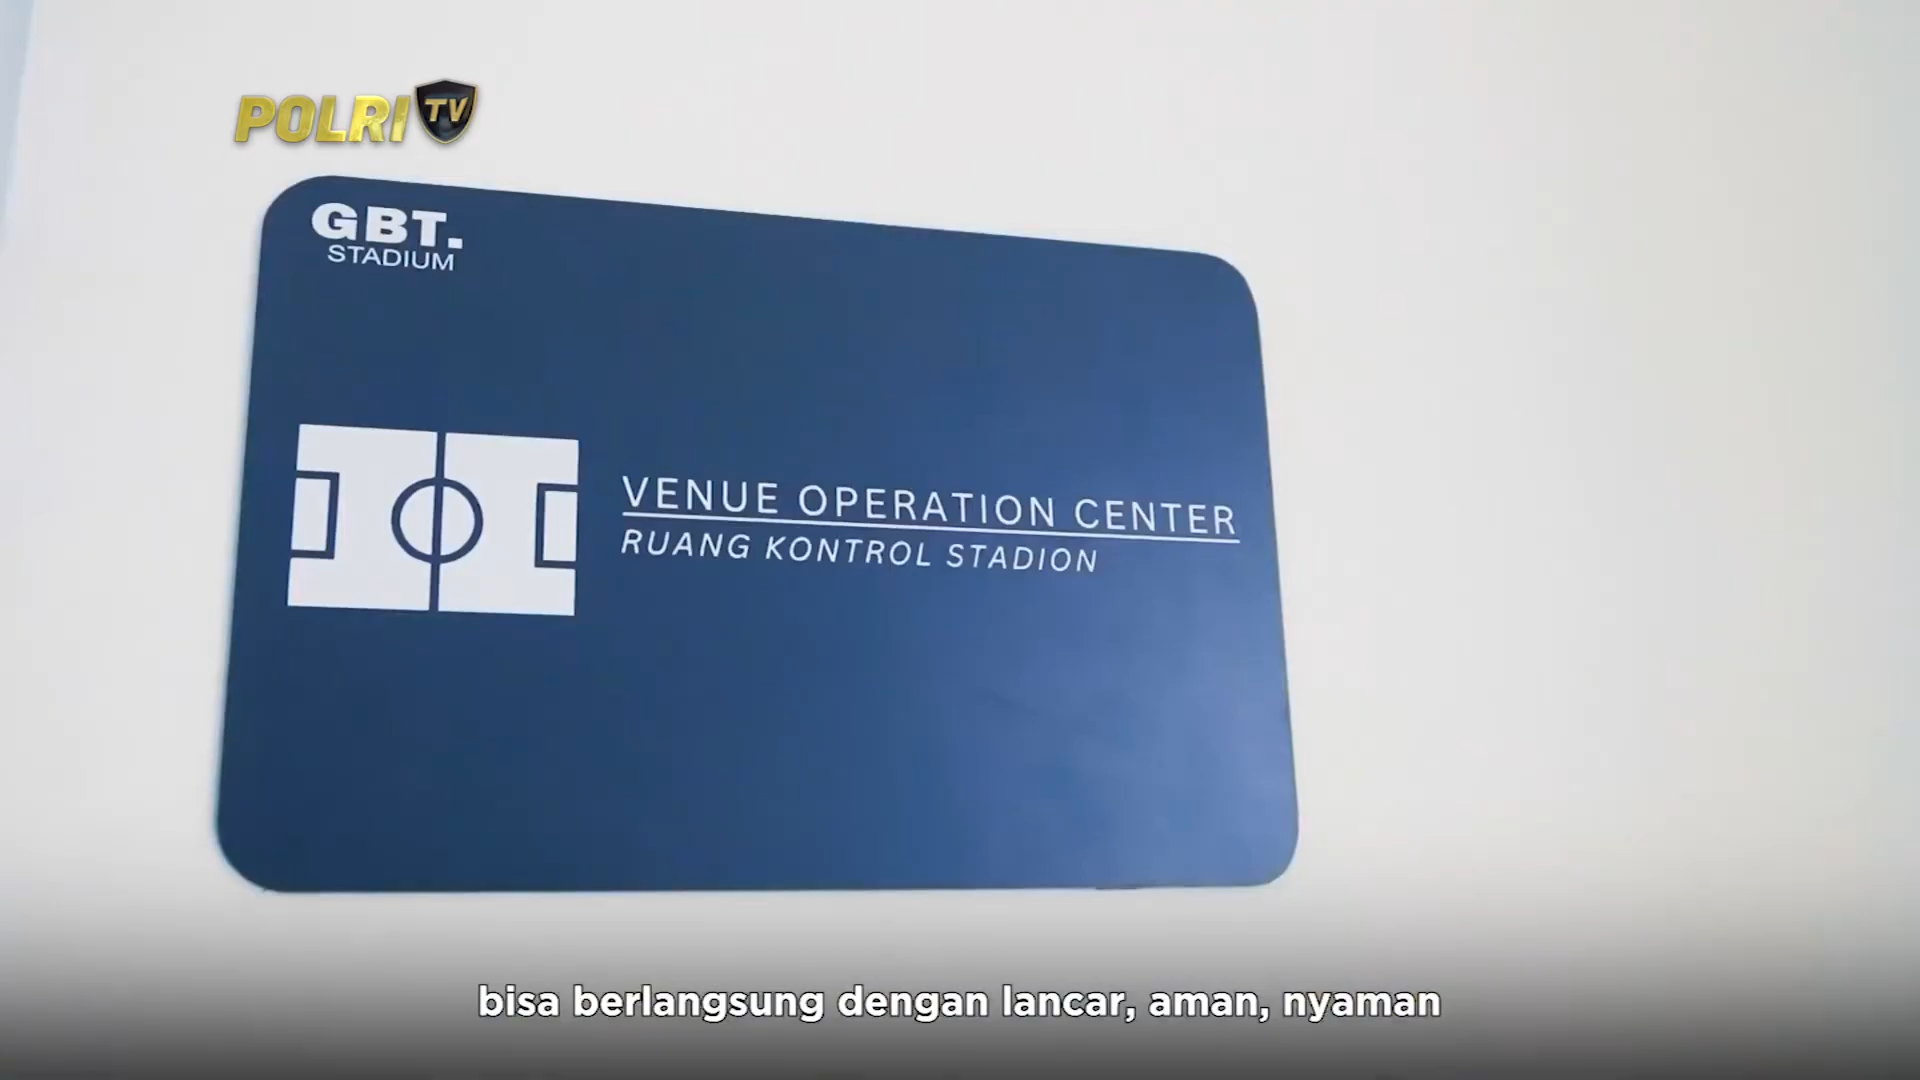 POLRI TV
GBT.
STADIUM
VENUE OPERATION CENTER
RUANG KONTROL STADION
bisa berlangsung dengan lancar, aman, nyaman